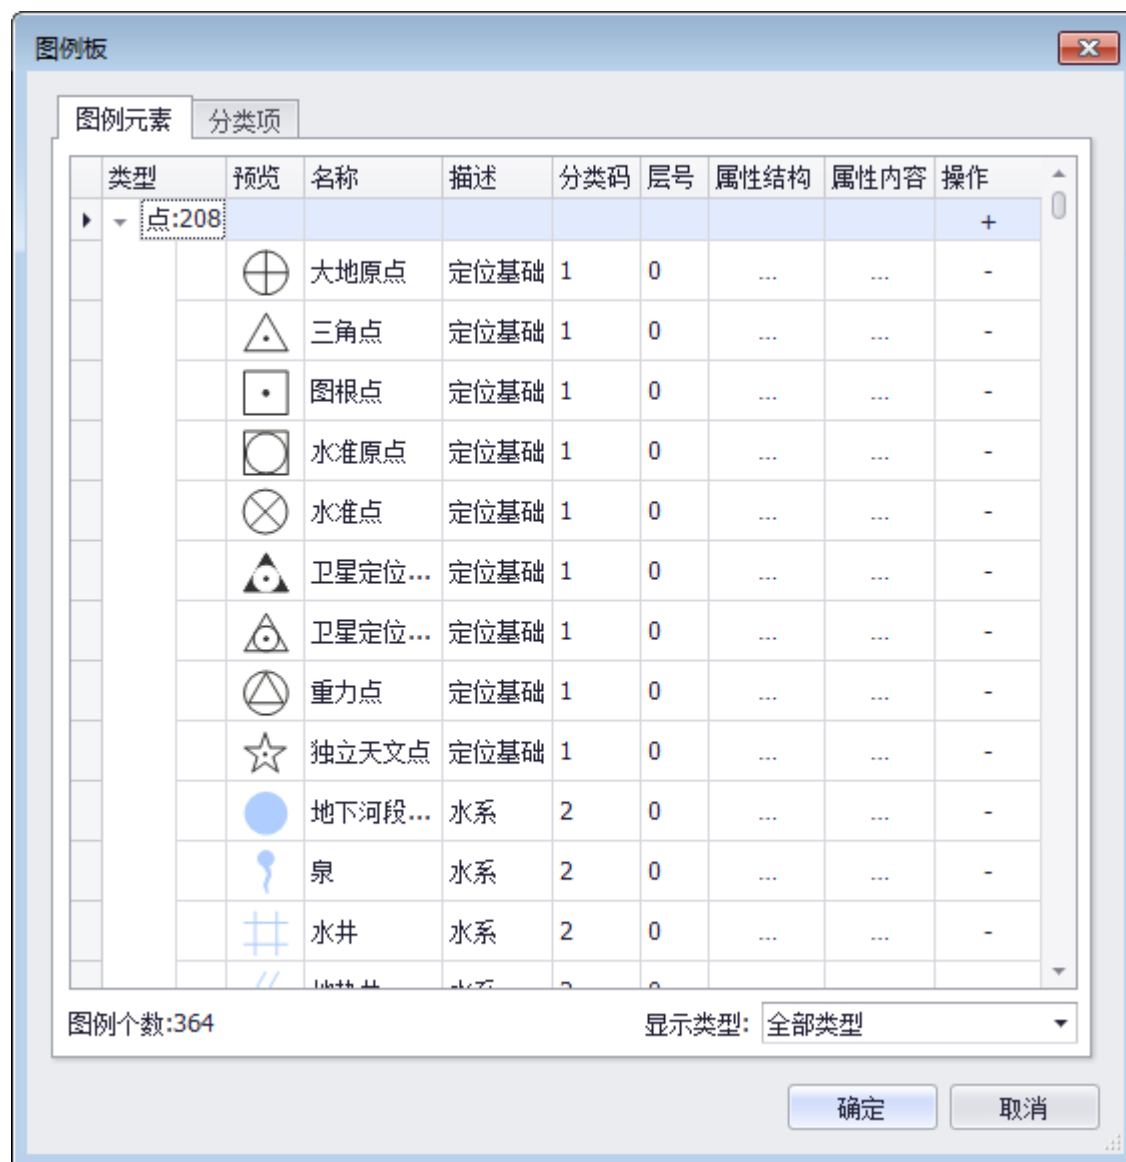 图例板
图例元素 分类项
类型 预览 名称 描述 分类码 层号 属性结构 属性内容 操作
点:208 +
大地原点 定位基础 1 0 ... ... -
三角点 定位基础 1 0 ... ... -
图根点 定位基础 1 0 ... ... -
水准原点 定位基础 1 0 ... ... -
水准点 定位基础 1 0 ... ... -
卫星定位... 定位基础 1 0 ... ... -
卫星定位... 定位基础 1 0 ... ... -
重力点 定位基础 1 0 ... ... -
独立天文点 定位基础 1 0 ... ... -
地下河段... 水系 2 0 ... ... -
泉 水系 2 0 ... ... -
水井 水系 2 0 ... ... -
图例个数:364 显示类型: 全部类型
确定 取消